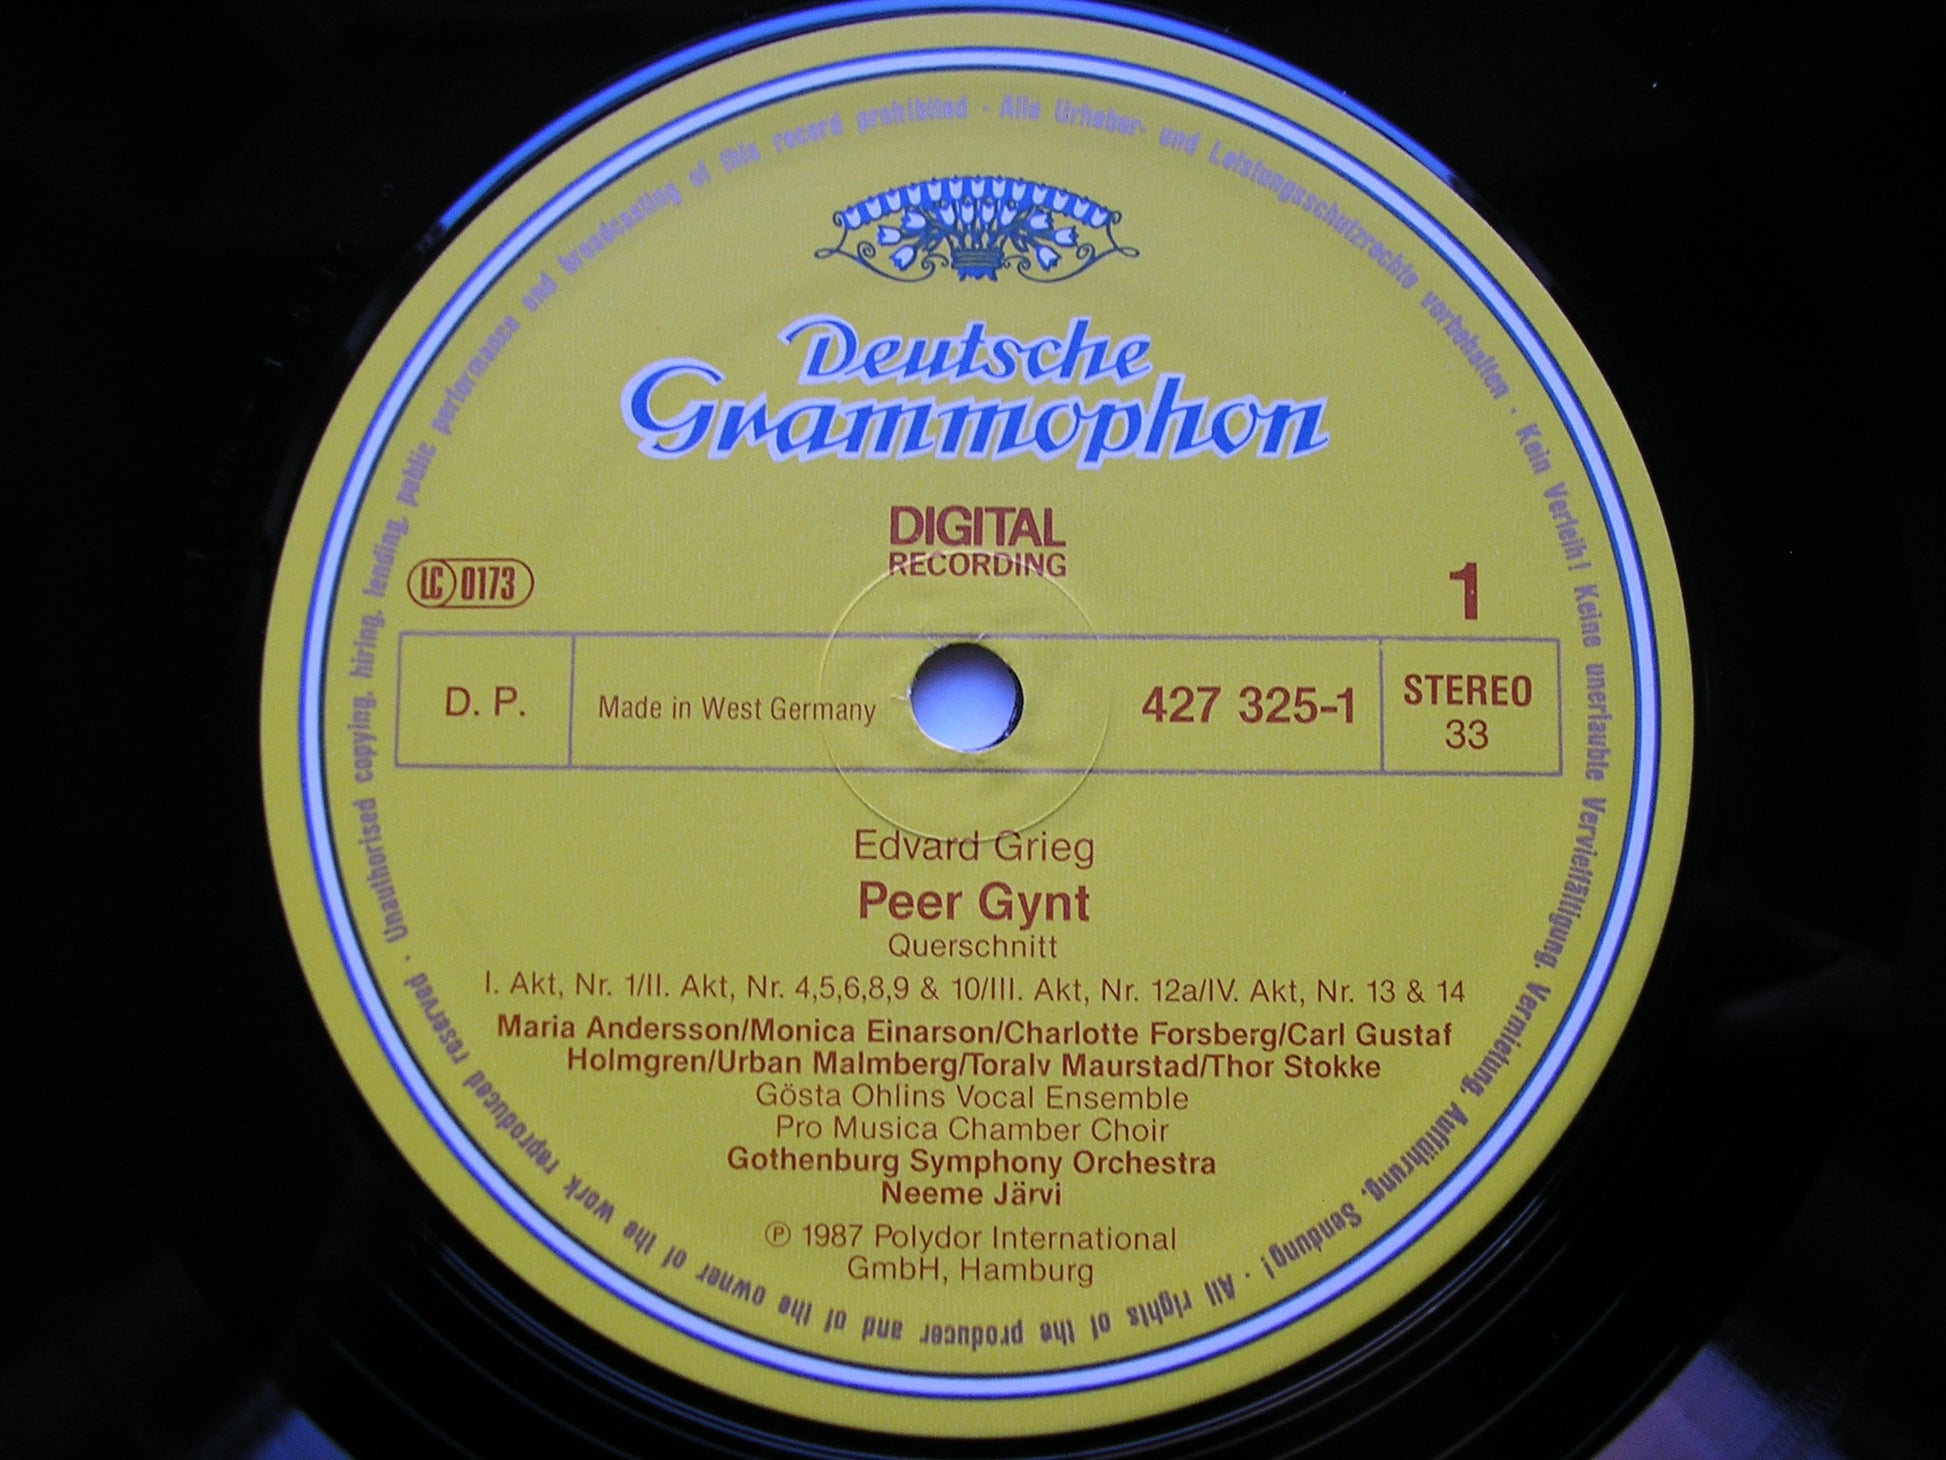 Deutsche
Grammophon
DIGITAL
RECORDING
LC 0173
1
D. P.
Made in West Germany
427 325-1
STEREO
33
Edvard Grieg
Peer Gynt
Querschnitt
I. Akt, Nr. 1/II. Akt, Nr. 4,5,6,8,9 & 10/III. Akt, Nr. 12a/IV. Akt, Nr. 13 & 14
Maria Andersson/Monica Einarson/Charlotte Forsberg/Carl Gustaf
Holmgren/Urban Malmberg/Toralv Maurstad/Thor Stokke
Gösta Ohlins Vocal Ensemble
Pro Musica Chamber Choir
Gothenburg Symphony Orchestra
Neeme Järvi
℗ 1987 Polydor International
GmbH, Hamburg
Alle Urheber- und Leistungsschutzrechte vorbehalten · Kein Verleih! Keine unerlaubte Vervielfältigung, Vermietung, Aufführung, Sendung! · All rights of the producer and of the owner of the work reproduced reserved · Unauthorised copying, hiring, lending, public performance and broadcasting of this record prohibited ·